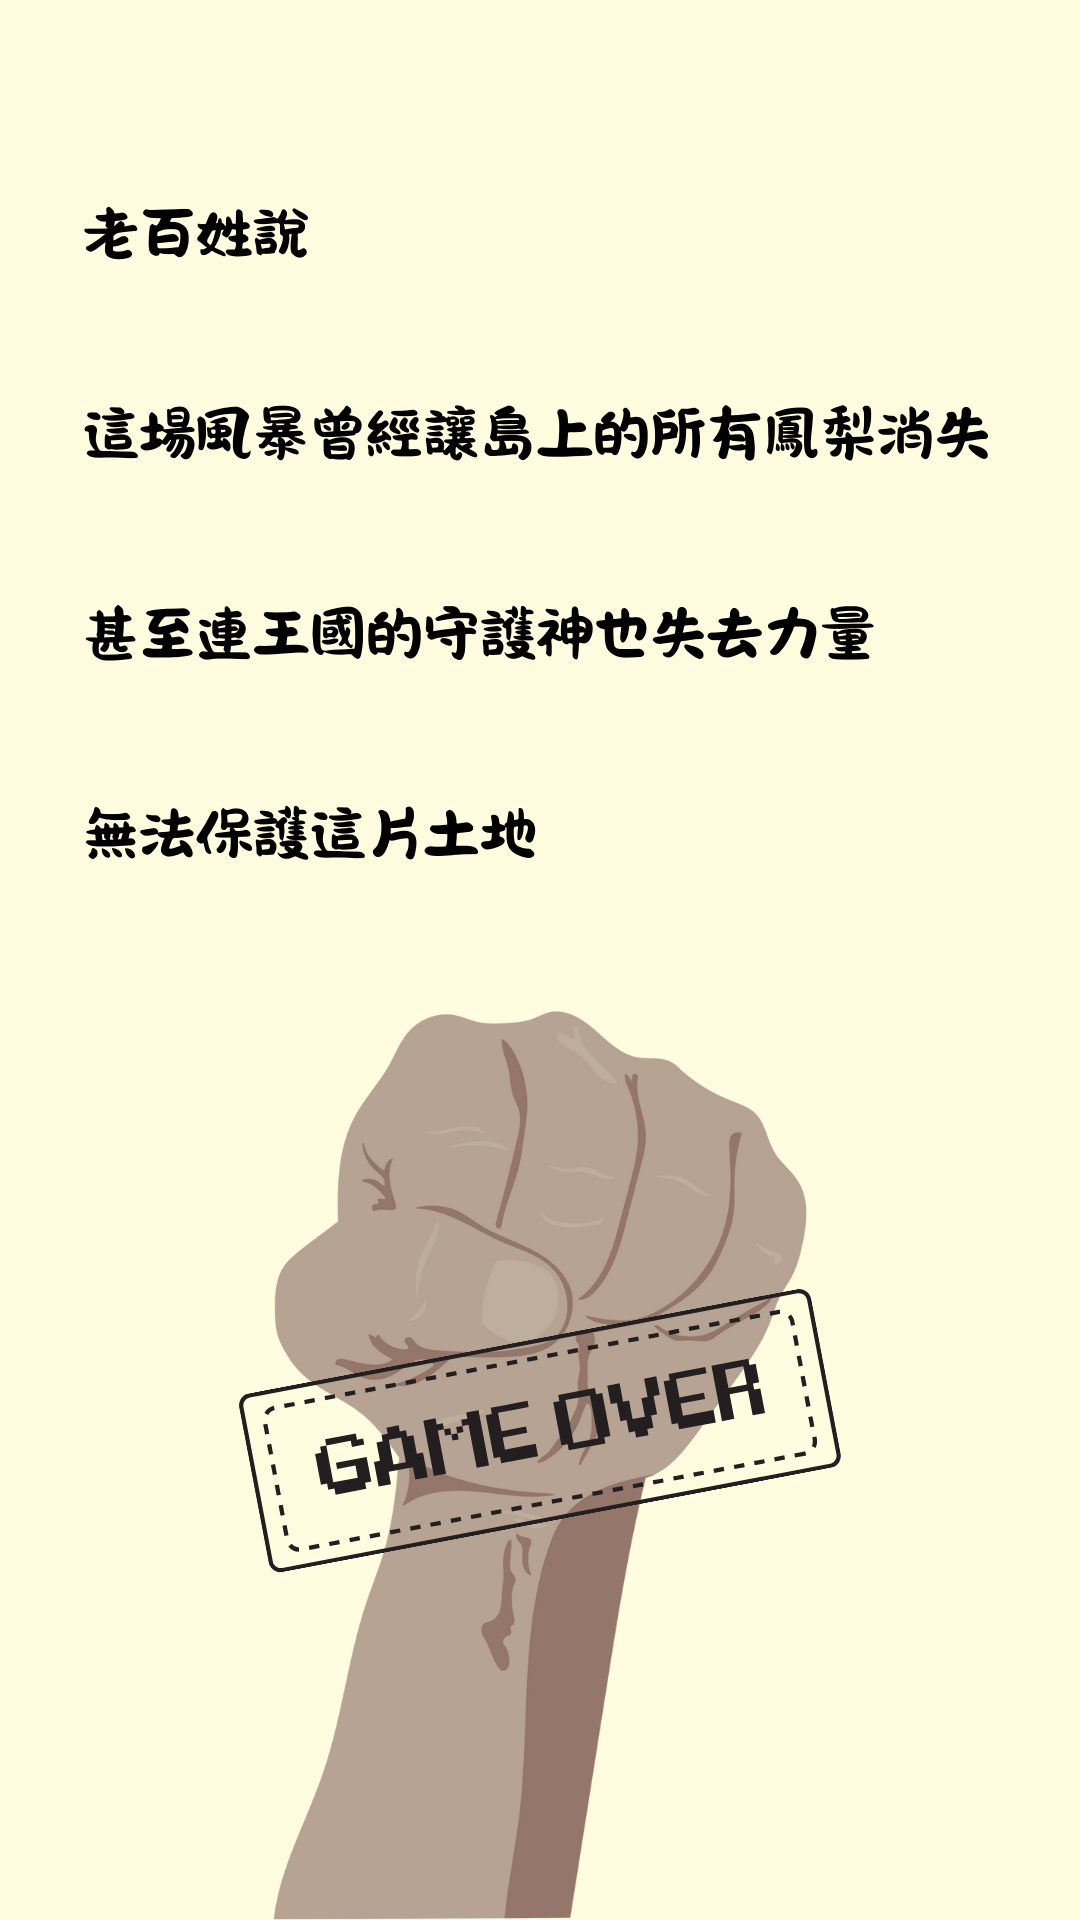 老百姓說
這場風暴曾經讓島上的所有鳳梨消失
甚至連王國的守護神也失去力量
無法保護這片土地
GAME OVER